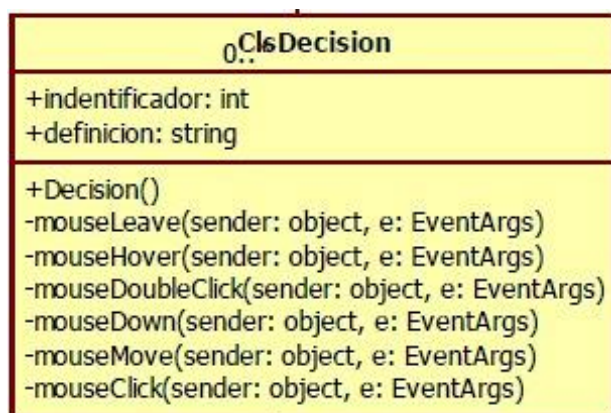 0..*
ClsDecision
+indentificador: int
+definicion: string
+Decision()
-mouseLeave(sender: object, e: EventArgs)
-mouseHover(sender: object, e: EventArgs)
-mouseDoubleClick(sender: object, e: EventArgs)
-mouseDown(sender: object, e: EventArgs)
-mouseMove(sender: object, e: EventArgs)
-mouseClick(sender: object, e: EventArgs)